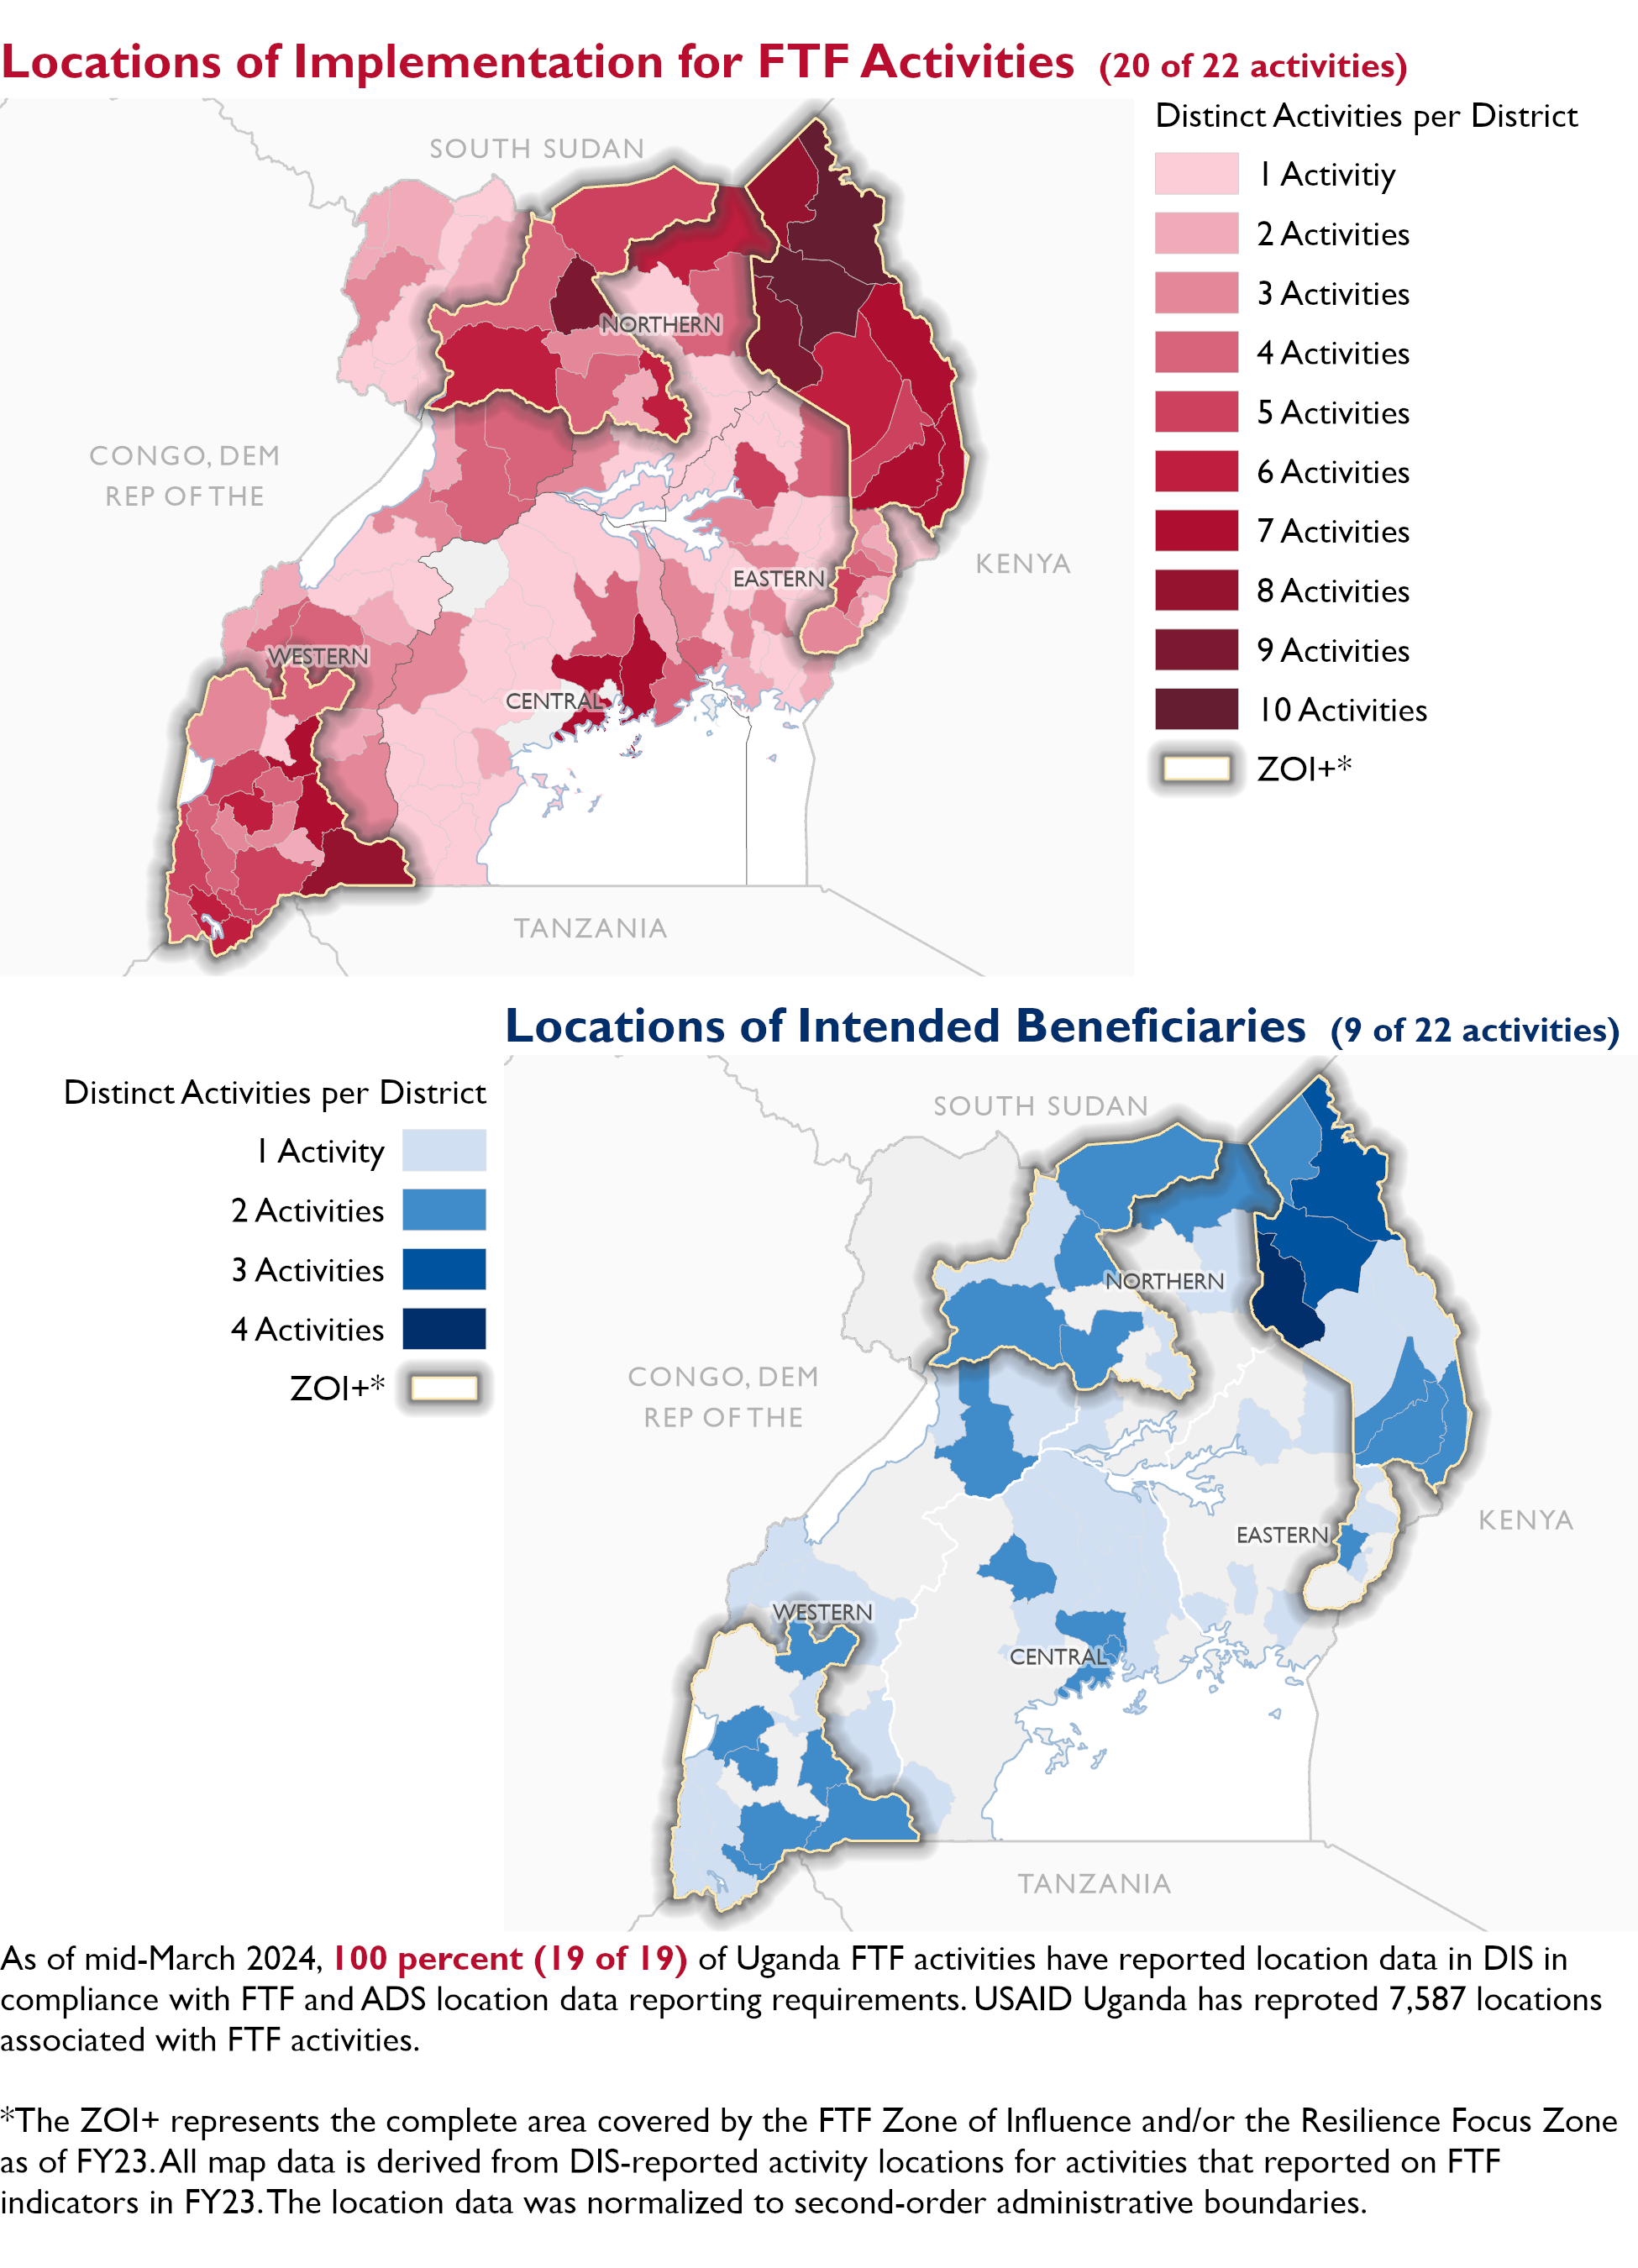 Locations of Implementation for FTF Activities (20 of 22 activities)
Distinct Activities per District
1 Activitiy
2 Activities
3 Activities
4 Activities
5 Activities
6 Activities
7 Activities
8 Activities
9 Activities
10 Activities
ZOI+*
SOUTH SUDAN
NORTHERN
CONGO, DEM
REP OF THE
KENYA
EASTERN
WESTERN
CENTRAL
TANZANIA
Locations of Intended Beneficiaries (9 of 22 activities)
Distinct Activities per District
1 Activity
2 Activities
3 Activities
4 Activities
ZOI+*
SOUTH SUDAN
NORTHERN
CONGO, DEM
REP OF THE
KENYA
EASTERN
WESTERN
CENTRAL
TANZANIA
As of mid-March 2024, 100 percent (19 of 19) of Uganda FTF activities have reported location data in DIS in
compliance with FTF and ADS location data reporting requirements. USAID Uganda has reproted 7,587 locations
associated with FTF activities.
*The ZOI+ represents the complete area covered by the FTF Zone of Influence and/or the Resilience Focus Zone
as of FY23. All map data is derived from DIS-reported activity locations for activities that reported on FTF
indicators in FY23. The location data was normalized to second-order administrative boundaries.